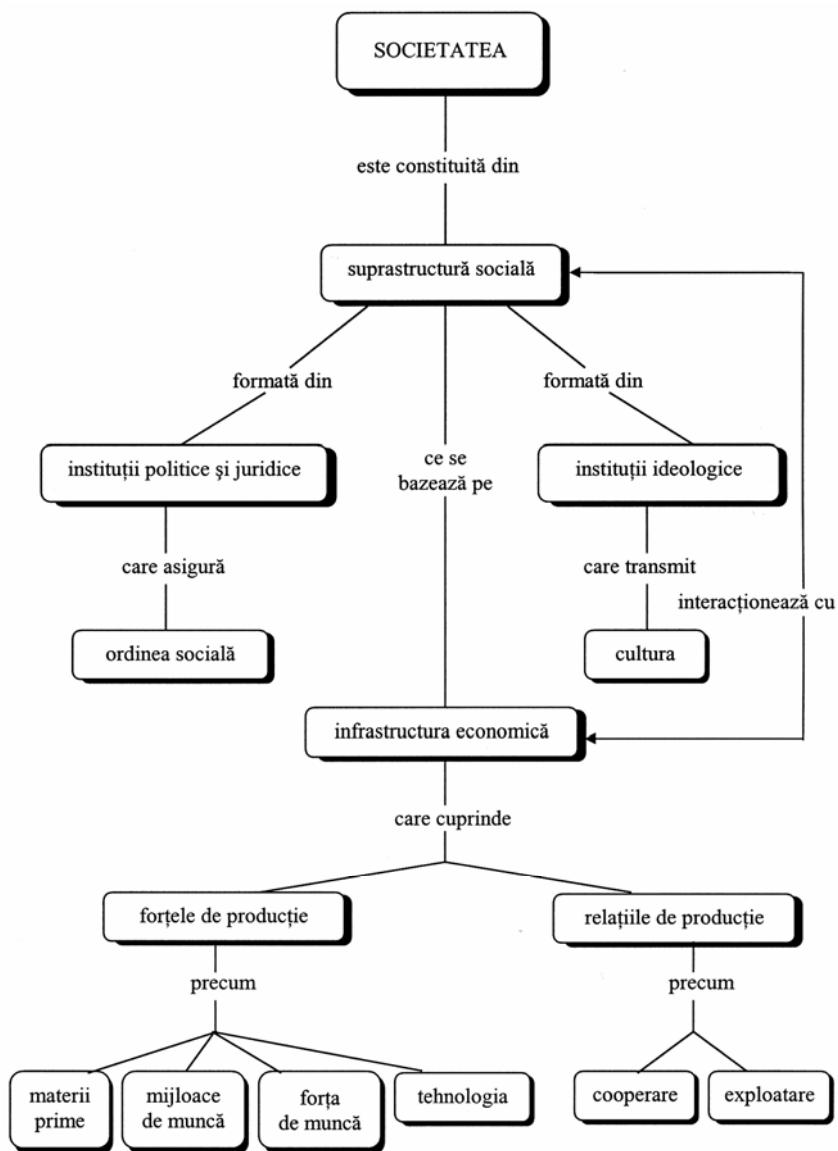 SOCIETATEA
este constituită din
suprastructură socială
formată din
formată din
instituții politice şi juridice
ce se
bazează pe
instituții ideologice
care asigură
care transmit
interacționează cu
ordinea socială
cultura
infrastructura economică
care cuprinde
forțele de producție
relațiile de producție
precum
precum
materii
prime
mijloace
de muncă
forța
de muncă
tehnologia
cooperare
exploatare